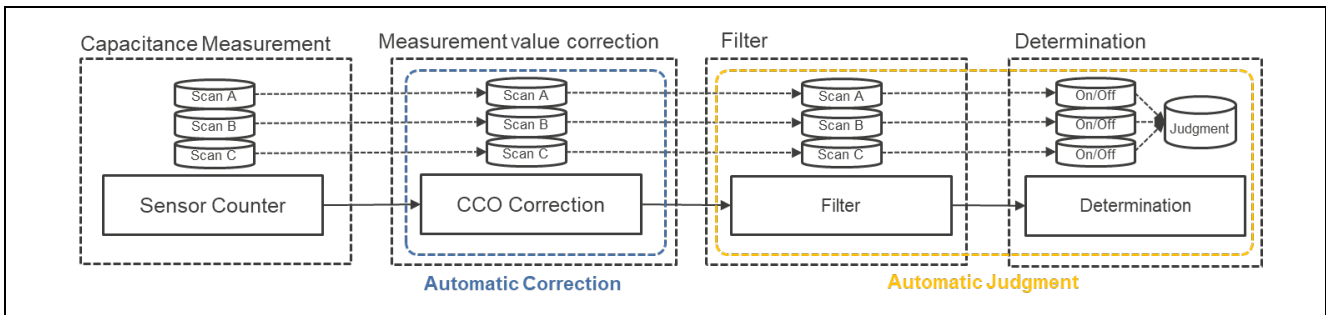 Capacitance Measurement
Measurement value correction
Filter
Determination
Scan A
Scan A
Scan A
On/Off
Scan B
Scan B
Scan B
On/Off
Judgment
Scan C
Scan C
Scan C
On/Off
Sensor Counter
CCO Correction
Filter
Determination
Automatic Correction
Automatic Judgment